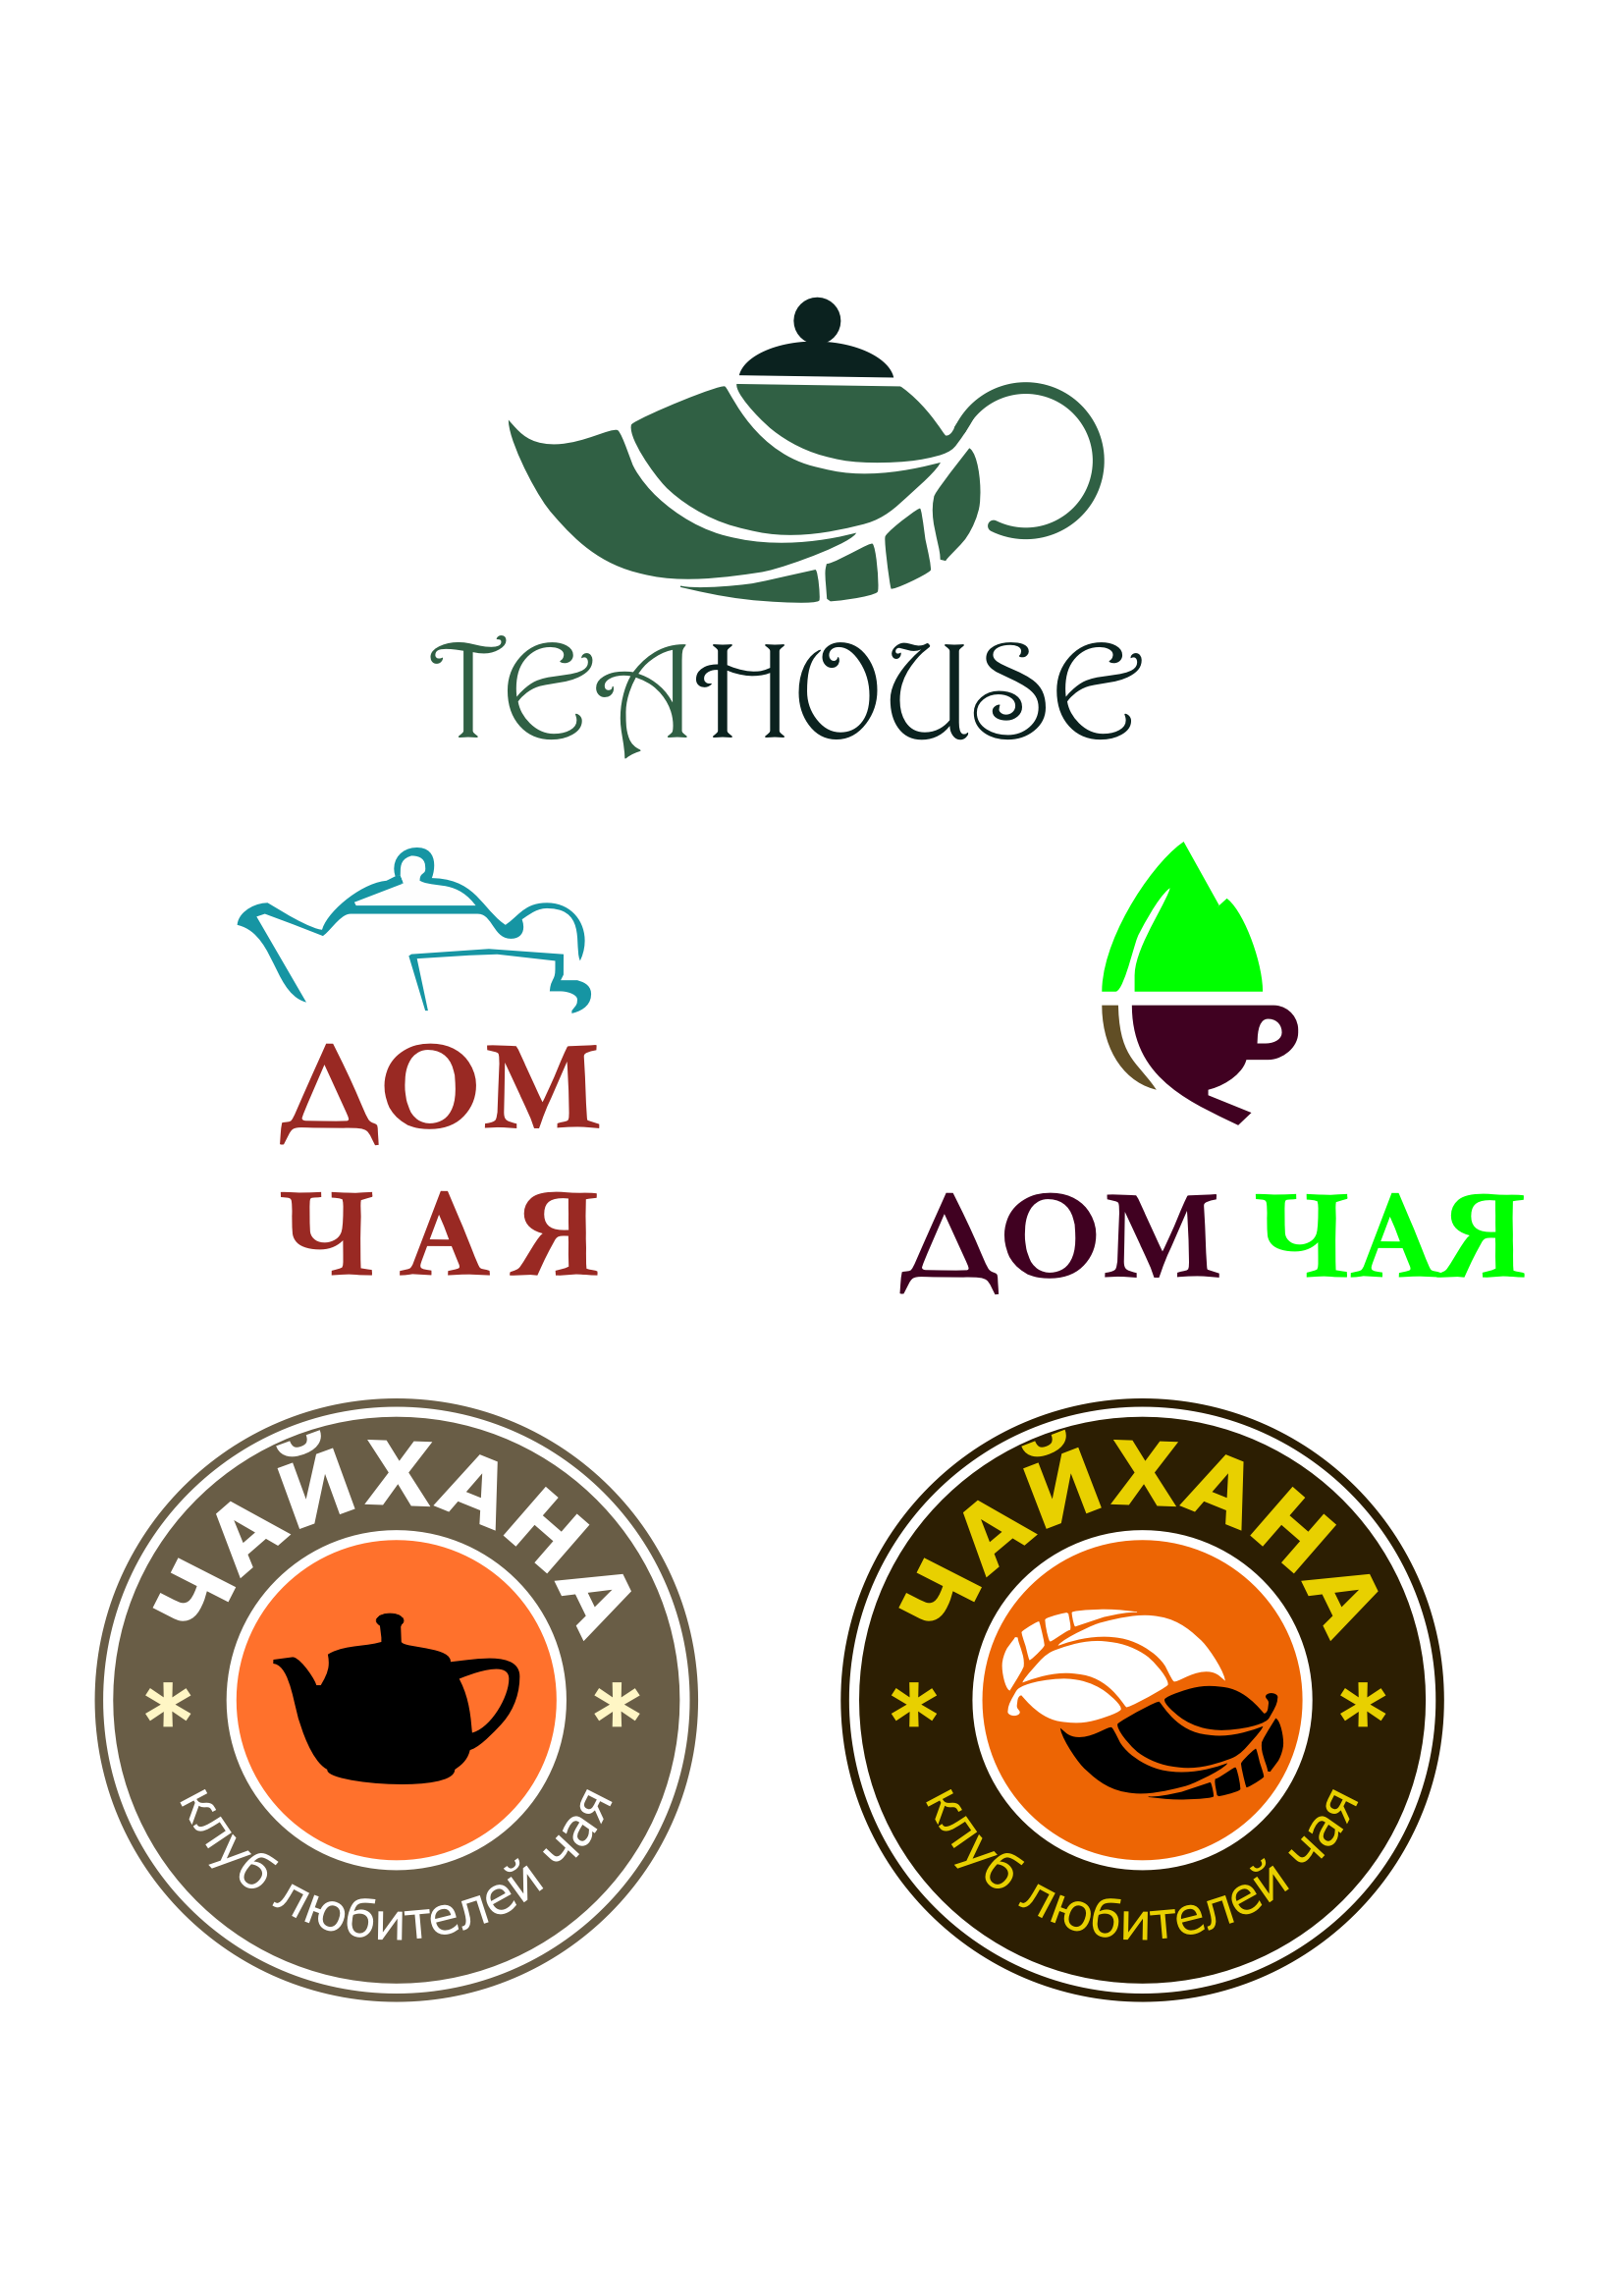 TEAHOUSE
ДОМ
ЧАЯ
ДОМ ЧАЯ
ЧАЙХАНА
* *
клуб любителей чая
ЧАЙХАНА
* *
клуб любителей чая